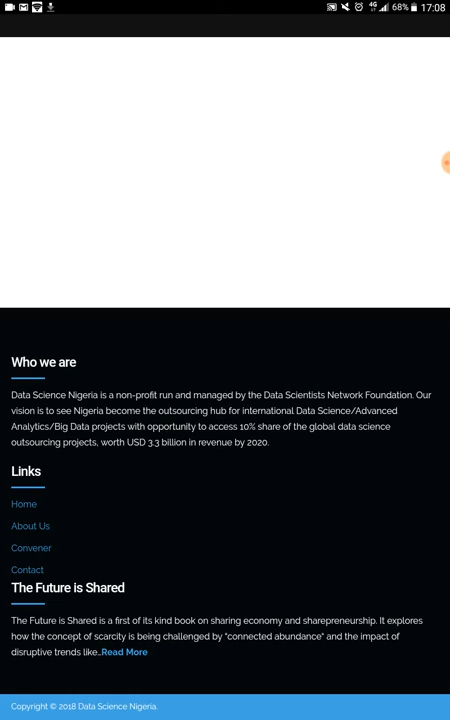 4G 68% 17:08
Who we are
Data Science Nigeria is a non-profit run and managed by the Data Scientists Network Foundation. Our
vision is to see Nigeria become the outsourcing hub for international Data Science/Advanced
Analytics/Big Data projects with opportunity to access 10% share of the global data science
outsourcing projects, worth USD 3.3 billion in revenue by 2020.
Links
Home
About Us
Convener
Contact
The Future is Shared
The Future is Shared is a first of its kind book on sharing economy and sharepreneurship. It explores
how the concept of scarcity is being challenged by “connected abundance” and the impact of
disruptive trends like...Read More
Copyright © 2018 Data Science Nigeria.